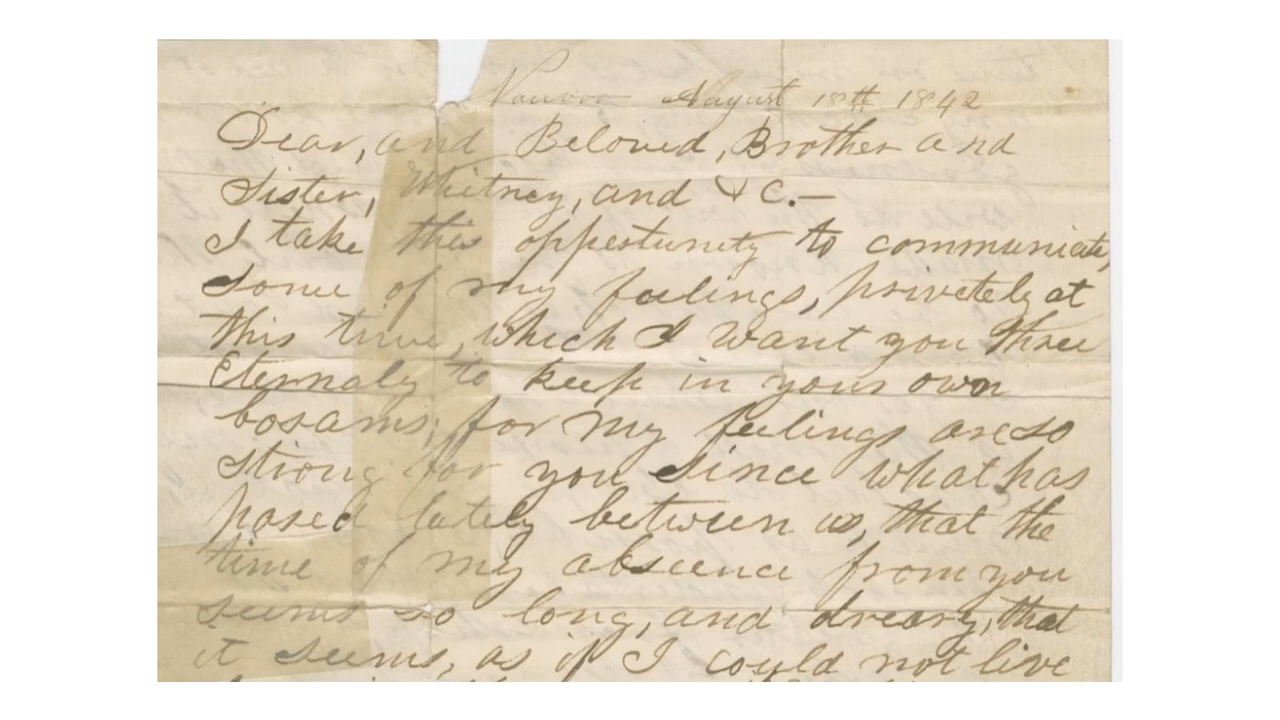 Nauvoo August 18th 1842
Dear, and Beloved, Brother and
Sister, Whitney, and &C.—
I take this oppertunity to communicate,
some of my feelings, privetely at
this time, which I want you three
Eternaly to keep in your own
bosams; for my feelings are so
strong for you since what has
pased lately between us, that the
time of my abscence from you
seems so long, and dreary, that
it seems, as if I could not live